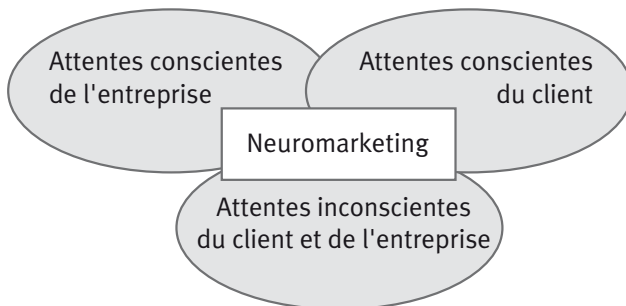 Attentes conscientes
de l'entreprise
Attentes conscientes
du client
Neuromarketing
Attentes inconscientes
du client et de l'entreprise